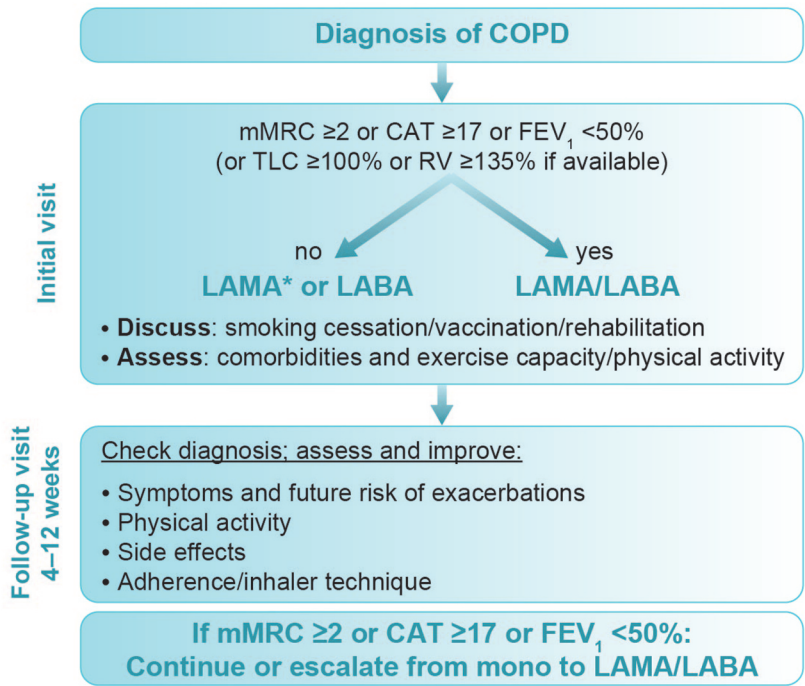 Diagnosis of COPD
Initial visit
mMRC ≥2 or CAT ≥17 or FEV₁ <50%
(or TLC ≥100% or RV ≥135% if available)
no
yes
LAMA* or LABA
LAMA/LABA
• Discuss: smoking cessation/vaccination/rehabilitation
• Assess: comorbidities and exercise capacity/physical activity
Follow-up visit
4–12 weeks
Check diagnosis; assess and improve:
• Symptoms and future risk of exacerbations
• Physical activity
• Side effects
• Adherence/inhaler technique
If mMRC ≥2 or CAT ≥17 or FEV₁ <50%:
Continue or escalate from mono to LAMA/LABA